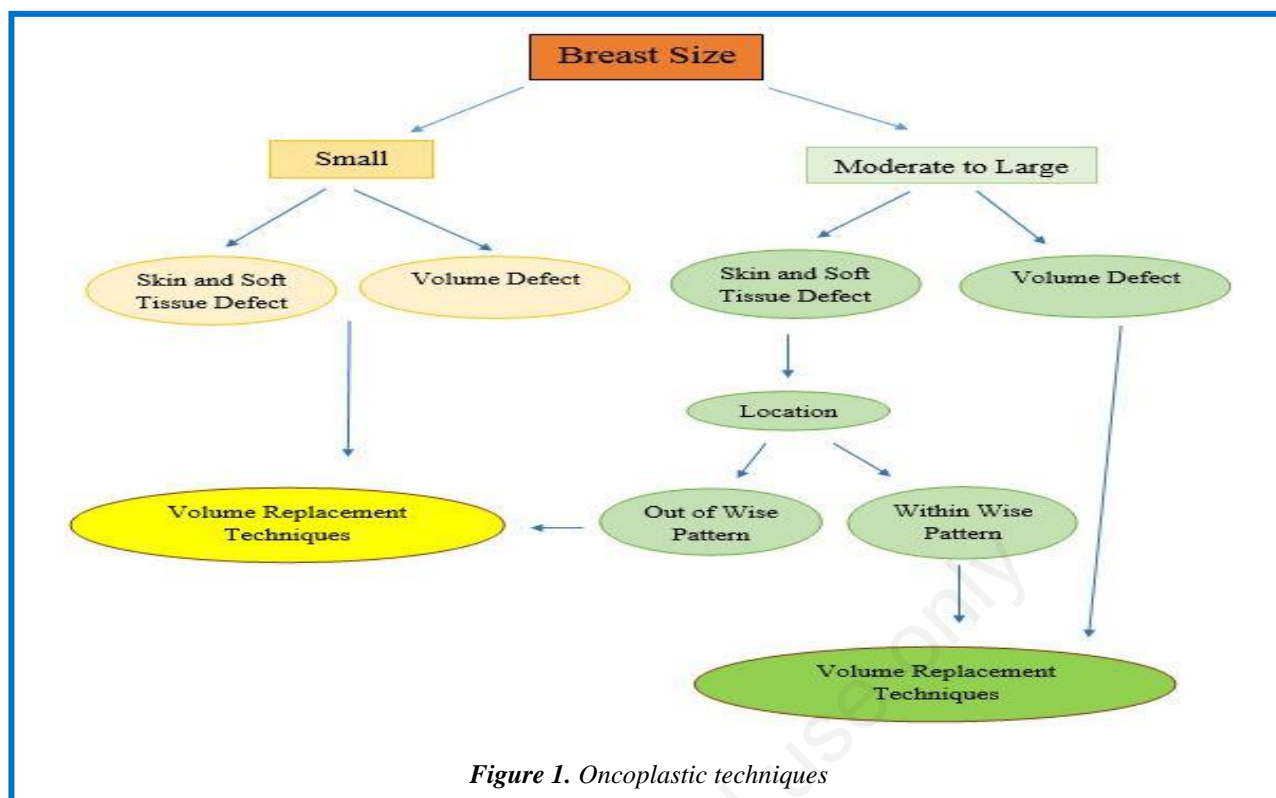 Breast Size
Small
Moderate to Large
Skin and Soft
Tissue Defect
Volume Defect
Skin and Soft
Tissue Defect
Volume Defect
Location
Volume Replacement
Techniques
Out of Wise
Pattern
Within Wise
Pattern
Volume Replacement
Techniques
use only
Figure 1. Oncoplastic techniques